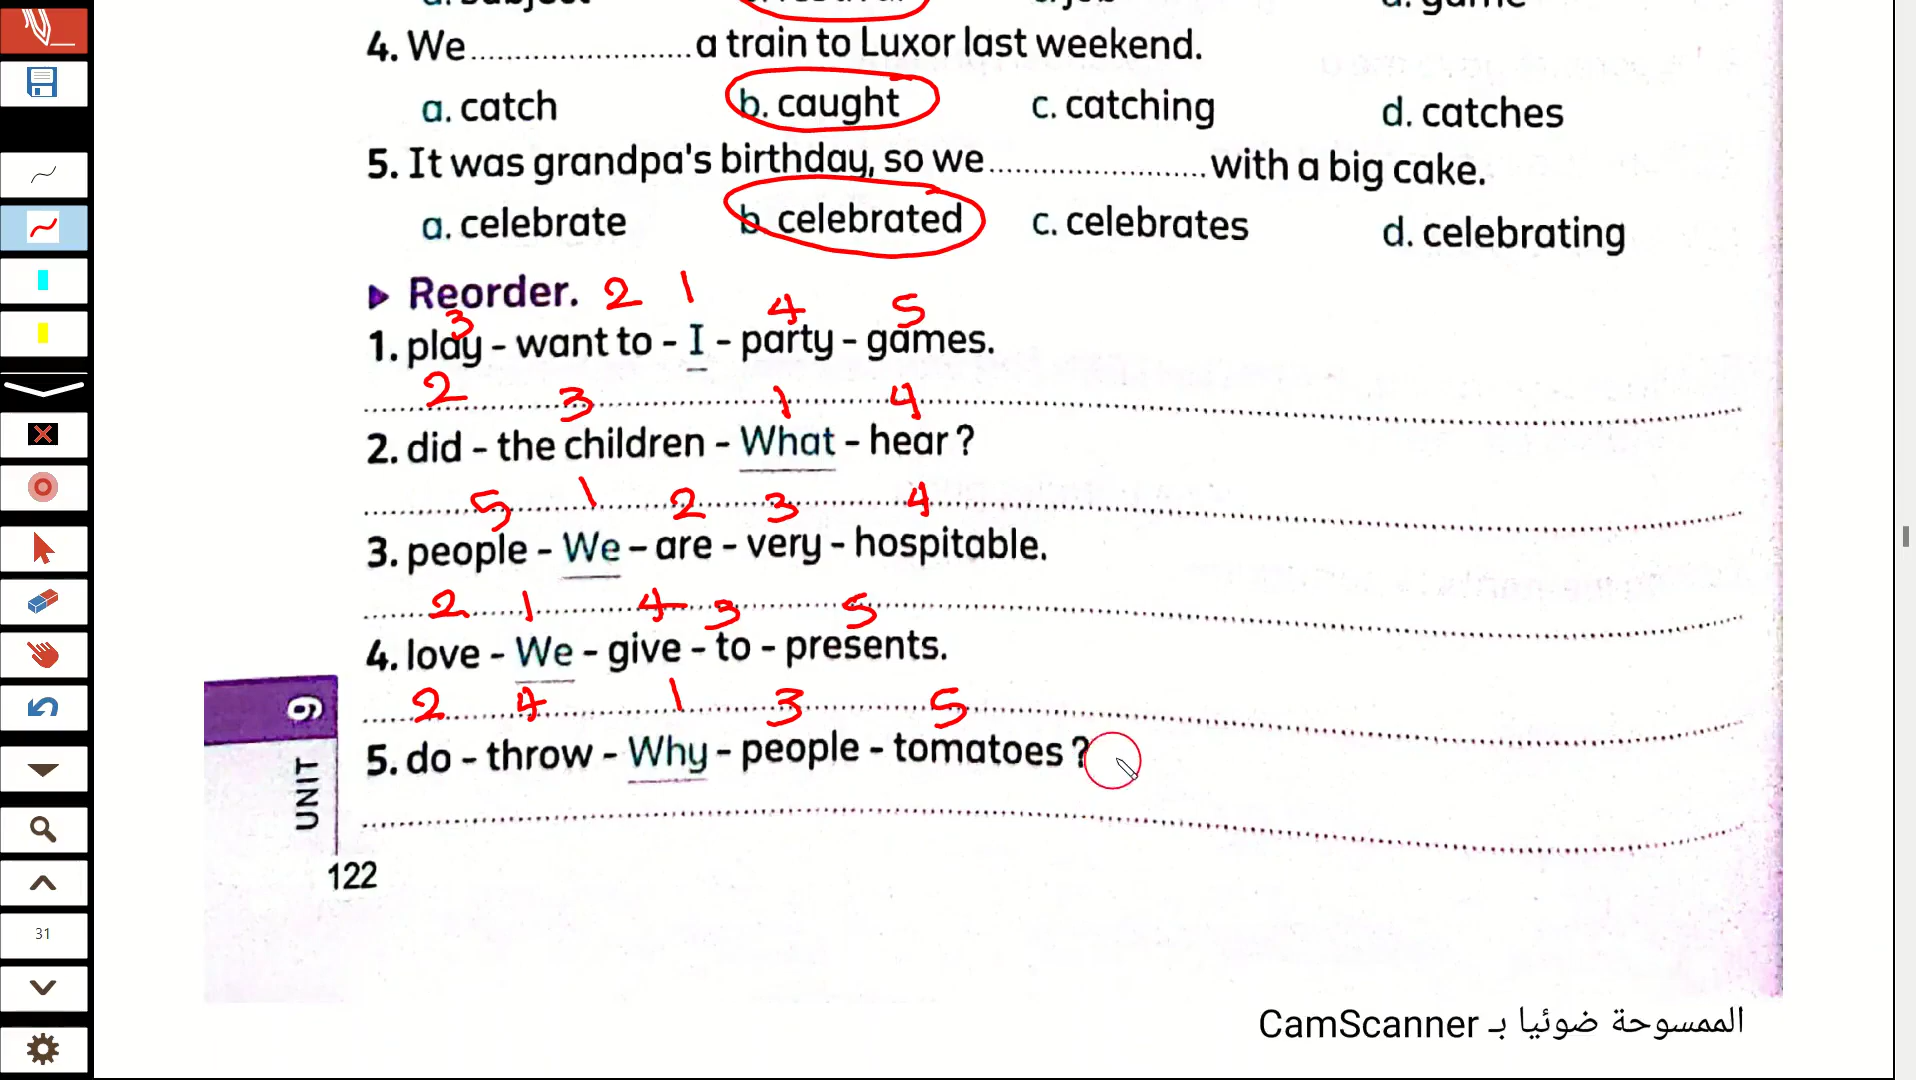 4. We ........................ a train to Luxor last weekend.
a. catch b. caught c. catching d. catches
5. It was grandpa's birthday, so we ........................ with a big cake.
a. celebrate b. celebrated c. celebrates d. celebrating
Reorder. 2 1 4 5
3
1. play - want to - I - party - games.
2 3 1 4
2. did - the children - What - hear ?
5 1 2 3 4
3. people - We - are - very - hospitable.
2 1 4 3 5
4. love - We - give - to - presents.
2 4 1 3 5
5. do - throw - Why - people - tomatoes ?
UNIT 9
122
31
الممسوحة ضوئيا بـ CamScanner